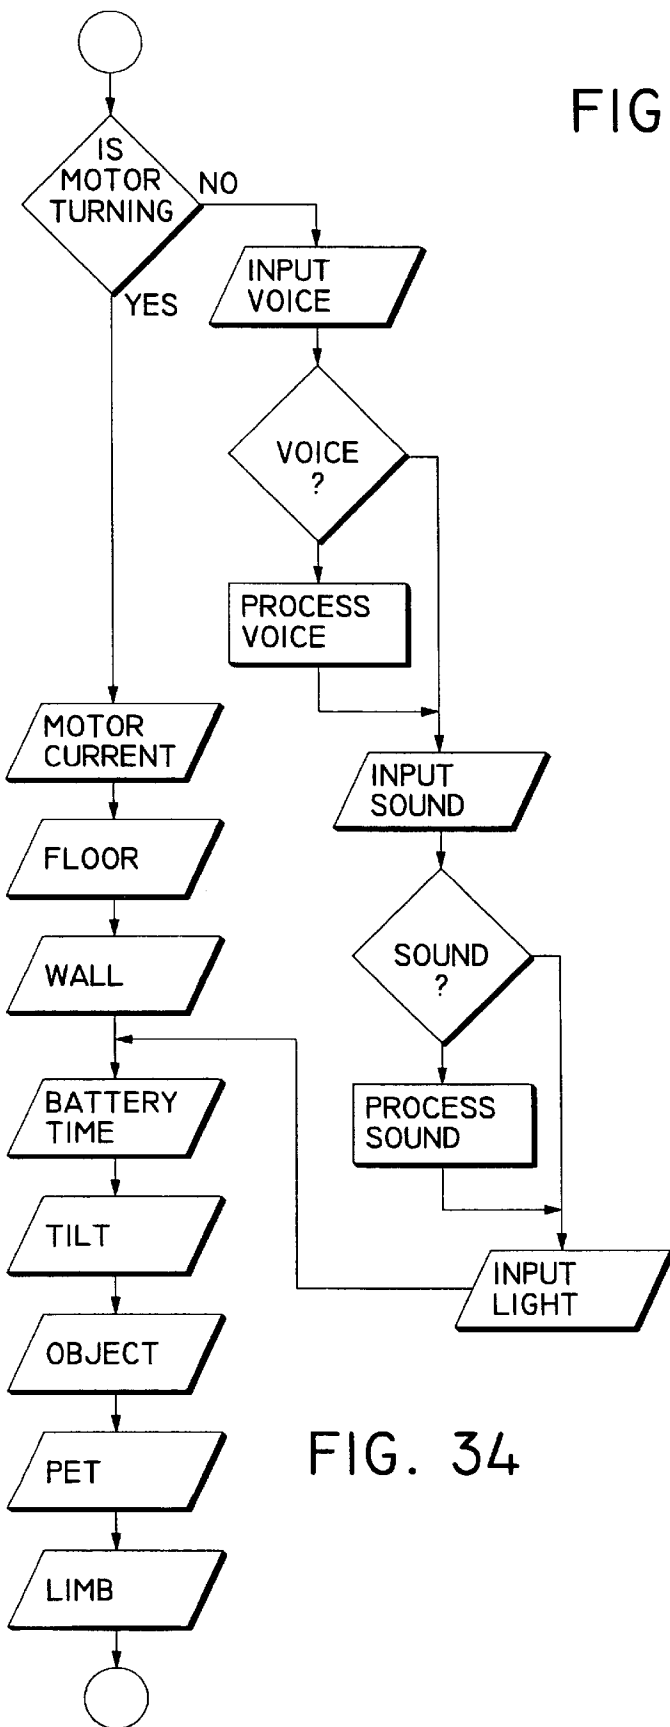 FIG
IS
MOTOR
TURNING
NO
YES
INPUT
VOICE
VOICE
?
PROCESS
VOICE
MOTOR
CURRENT
FLOOR
WALL
INPUT
SOUND
SOUND
?
PROCESS
SOUND
INPUT
LIGHT
BATTERY
TIME
TILT
OBJECT
PET
LIMB
FIG. 34